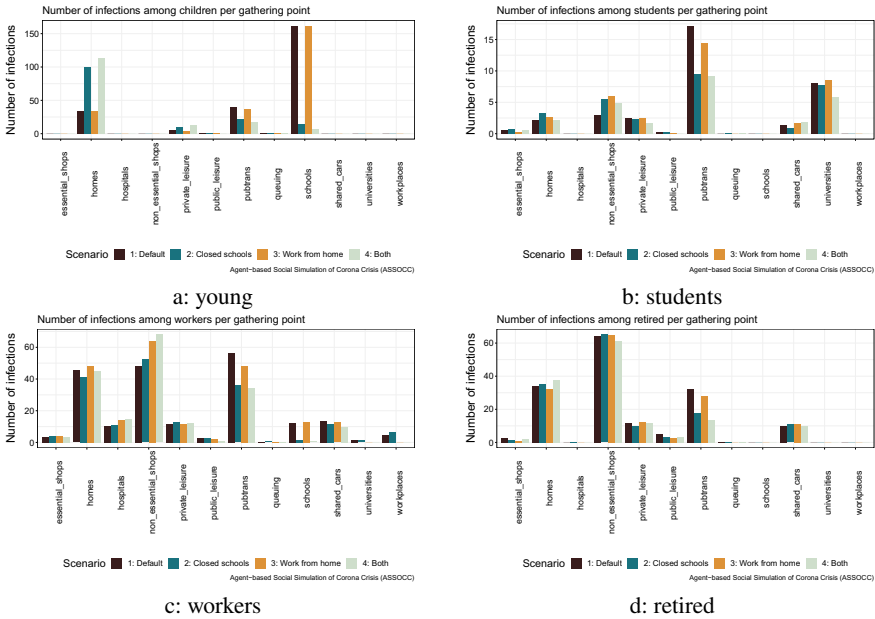 Number of infections among children per gathering point
Number of infections
150
100
50
0
essential_shops
homes
hospitals
non_essential_shops
private_leisure
public_leisure
pubtrans
queuing
schools
shared_cars
universities
workplaces
Scenario 1: Default 2: Closed schools 3: Work from home 4: Both
Agent−based Social Simulation of Corona Crisis (ASSOCC)
a: young
Number of infections among students per gathering point
Number of infections
15
10
5
0
essential_shops
homes
hospitals
non_essential_shops
private_leisure
public_leisure
pubtrans
queuing
schools
shared_cars
universities
workplaces
Scenario 1: Default 2: Closed schools 3: Work from home 4: Both
Agent−based Social Simulation of Corona Crisis (ASSOCC)
b: students
Number of infections among workers per gathering point
Number of infections
60
40
20
0
essential_shops
homes
hospitals
non_essential_shops
private_leisure
public_leisure
pubtrans
queuing
schools
shared_cars
universities
workplaces
Scenario 1: Default 2: Closed schools 3: Work from home 4: Both
Agent−based Social Simulation of Corona Crisis (ASSOCC)
c: workers
Number of infections among retired per gathering point
Number of infections
60
40
20
0
essential_shops
homes
hospitals
non_essential_shops
private_leisure
public_leisure
pubtrans
queuing
schools
shared_cars
universities
workplaces
Scenario 1: Default 2: Closed schools 3: Work from home 4: Both
Agent−based Social Simulation of Corona Crisis (ASSOCC)
d: retired